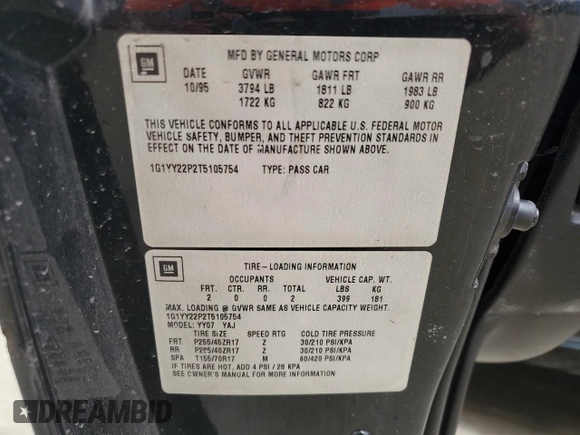 GM
MFD BY GENERAL MOTORS CORP
DATE GVWR GAWR FRT GAWR RR
10/95 3794 LB 1811 LB 1983 LB
1722 KG 822 KG 900 KG
THIS VEHICLE CONFORMS TO ALL APPLICABLE U.S. FEDERAL MOTOR
VEHICLE SAFETY, BUMPER, AND THEFT PREVENTION STANDARDS IN
EFFECT ON THE DATE OF MANUFACTURE SHOWN ABOVE.
1G1YY22P2T5105754 TYPE: PASS CAR
GM
TIRE-LOADING INFORMATION
OCCUPANTS VEHICLE CAP. WT.
FRT. CTR. RR. TOTAL LBS KG
2 0 0 2 399 181
MAX. LOADING @ GVWR SAME AS VEHICLE CAPACITY WEIGHT.
1G1YY22P2T5105754
MODEL: YY07 YAJ
TIRE SIZE SPEED RTG COLD TIRE PRESSURE
FRT P255/45ZR17 Z 30/210 PSI/KPA
RR P285/40ZR17 Z 30/210 PSI/KPA
SPA T155/70R17 M 60/420 PSI/KPA
IF TIRES ARE HOT, ADD 4 PSI / 28 KPA
SEE OWNER'S MANUAL FOR MORE INFORMATION
DREAMBID